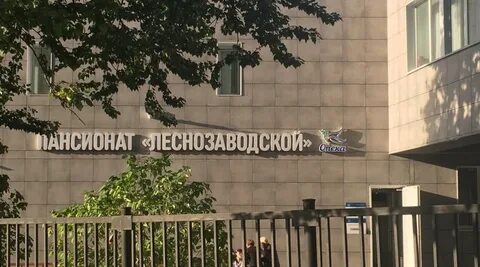 ПАНСИОНАТ «ЛЕСНОЗАВОДСКОЙ»
Опека